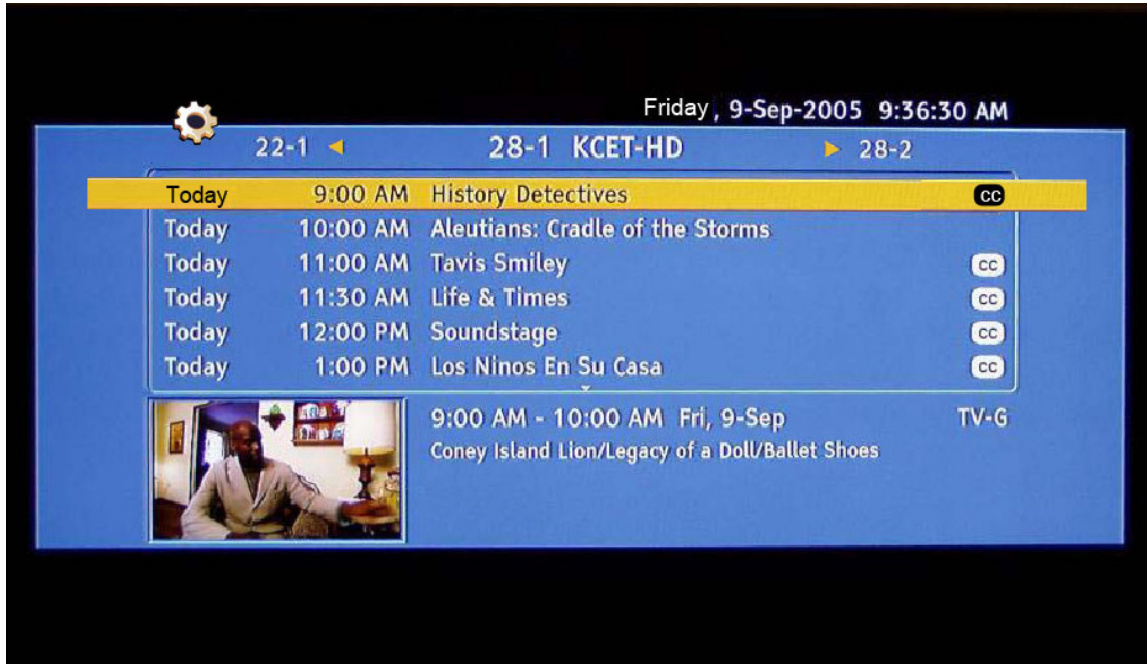 Friday, 9-Sep-2005 9:36:30 AM
22-1 28-1 KCET-HD 28-2
Today 9:00 AM History Detectives CC
Today 10:00 AM Aleutians: Cradle of the Storms
Today 11:00 AM Tavis Smiley CC
Today 11:30 AM Life & Times CC
Today 12:00 PM Soundstage CC
Today 1:00 PM Los Ninos En Su Casa CC
9:00 AM - 10:00 AM Fri, 9-Sep TV-G
Coney Island Lion/Legacy of a Doll/Ballet Shoes